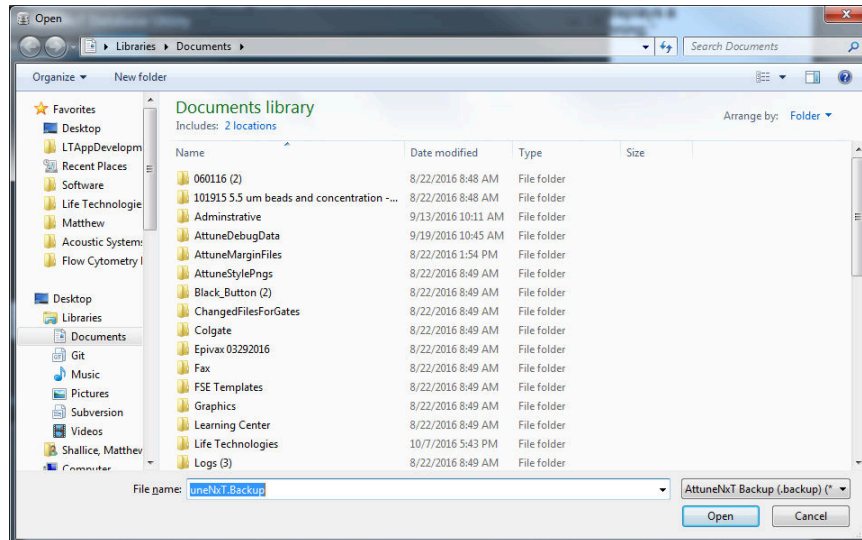 Open
Libraries ▸ Documents ▸
Search Documents
Organize ▾ New folder
Favorites
Desktop
LTAppDevelopm
Recent Places
Software
Life Technologie
Matthew
Acoustic System:
Flow Cytometry
Desktop
Libraries
Documents
Git
Music
Pictures
Subversion
Videos
Shallice, Matthew
Computer
Documents library
Includes: 2 locations
Arrange by: Folder ▾
Name Date modified Type Size
060116 (2) 8/22/2016 8:48 AM File folder
101915 5.5 um beads and concentration -... 8/22/2016 8:48 AM File folder
Adminstrative 9/13/2016 10:11 AM File folder
AttuneDebugData 9/19/2016 10:45 AM File folder
AttuneMarginFiles 8/22/2016 1:54 PM File folder
AttuneStylePngs 8/22/2016 8:49 AM File folder
Black_Button (2) 8/22/2016 8:49 AM File folder
ChangedFilesForGates 8/22/2016 8:49 AM File folder
Colgate 8/22/2016 8:49 AM File folder
Epivax 03292016 8/22/2016 8:49 AM File folder
Fax 8/22/2016 8:49 AM File folder
FSE Templates 8/22/2016 8:49 AM File folder
Graphics 8/22/2016 8:49 AM File folder
Learning Center 8/22/2016 8:49 AM File folder
Life Technologies 10/7/2016 5:43 PM File folder
Logs (3) 8/22/2016 8:49 AM File folder
File name: uneNxT.Backup
AttuneNxT Backup (.backup) (*
Open Cancel